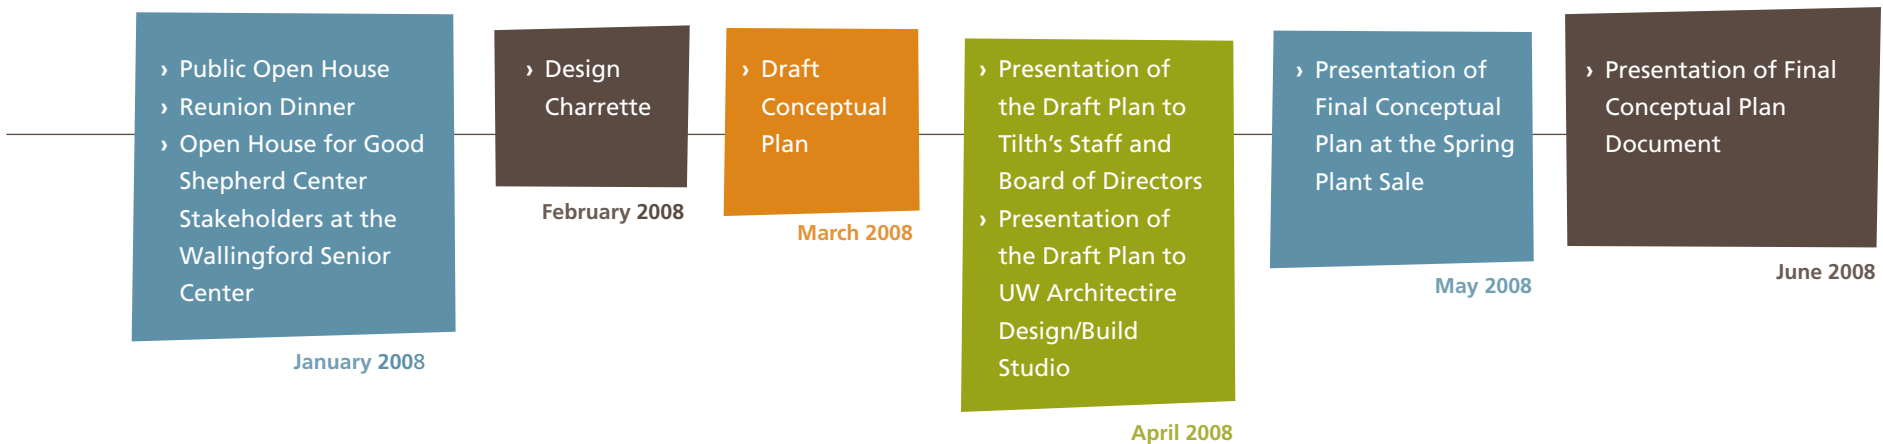 › Public Open House
› Reunion Dinner
› Open House for Good
Shepherd Center
Stakeholders at the
Wallingford Senior
Center
January 2008
› Design
Charrette
February 2008
› Draft
Conceptual
Plan
March 2008
› Presentation of
the Draft Plan to
Tilth’s Staff and
Board of Directors
› Presentation of
the Draft Plan to
UW Architectire
Design/Build
Studio
April 2008
› Presentation of
Final Conceptual
Plan at the Spring
Plant Sale
May 2008
› Presentation of Final
Conceptual Plan
Document
June 2008